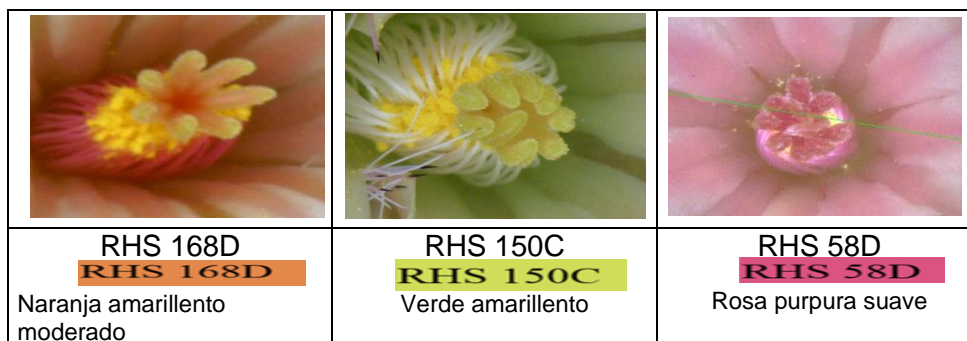 RHS 168D
RHS 168D
Naranja amarillento
moderado
RHS 150C
RHS 150C
Verde amarillento
RHS 58D
RHS 58D
Rosa purpura suave